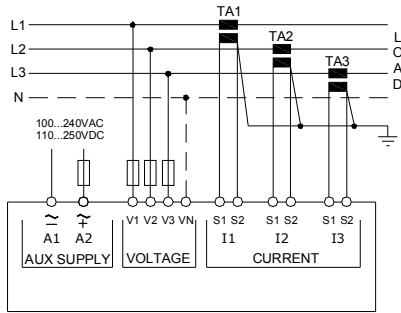 TA1
L1
TA2
L2
TA3
L3
N
L
O
A
D
100...240VAC
110...250VDC
V1 V2 V3 VN
S1 S2 S1 S2 S1 S2
A1 A2
I1 I2 I3
AUX SUPPLY VOLTAGE CURRENT